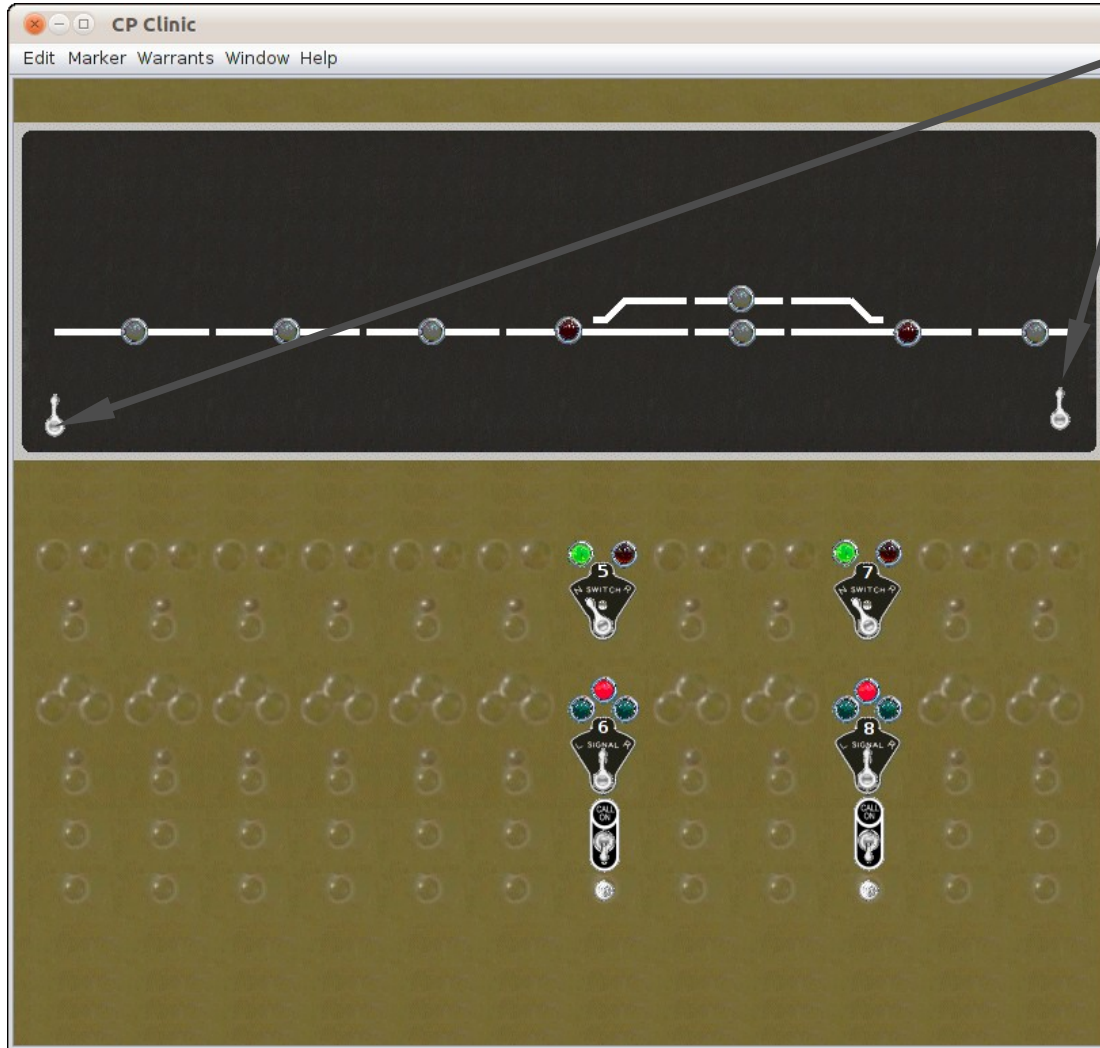 CP Clinic
Edit Marker Warrants Window Help
5
N SWITCH R
7
N SWITCH R
6
L SIGNAL R
8
L SIGNAL R
CALL
ON
CALL
ON